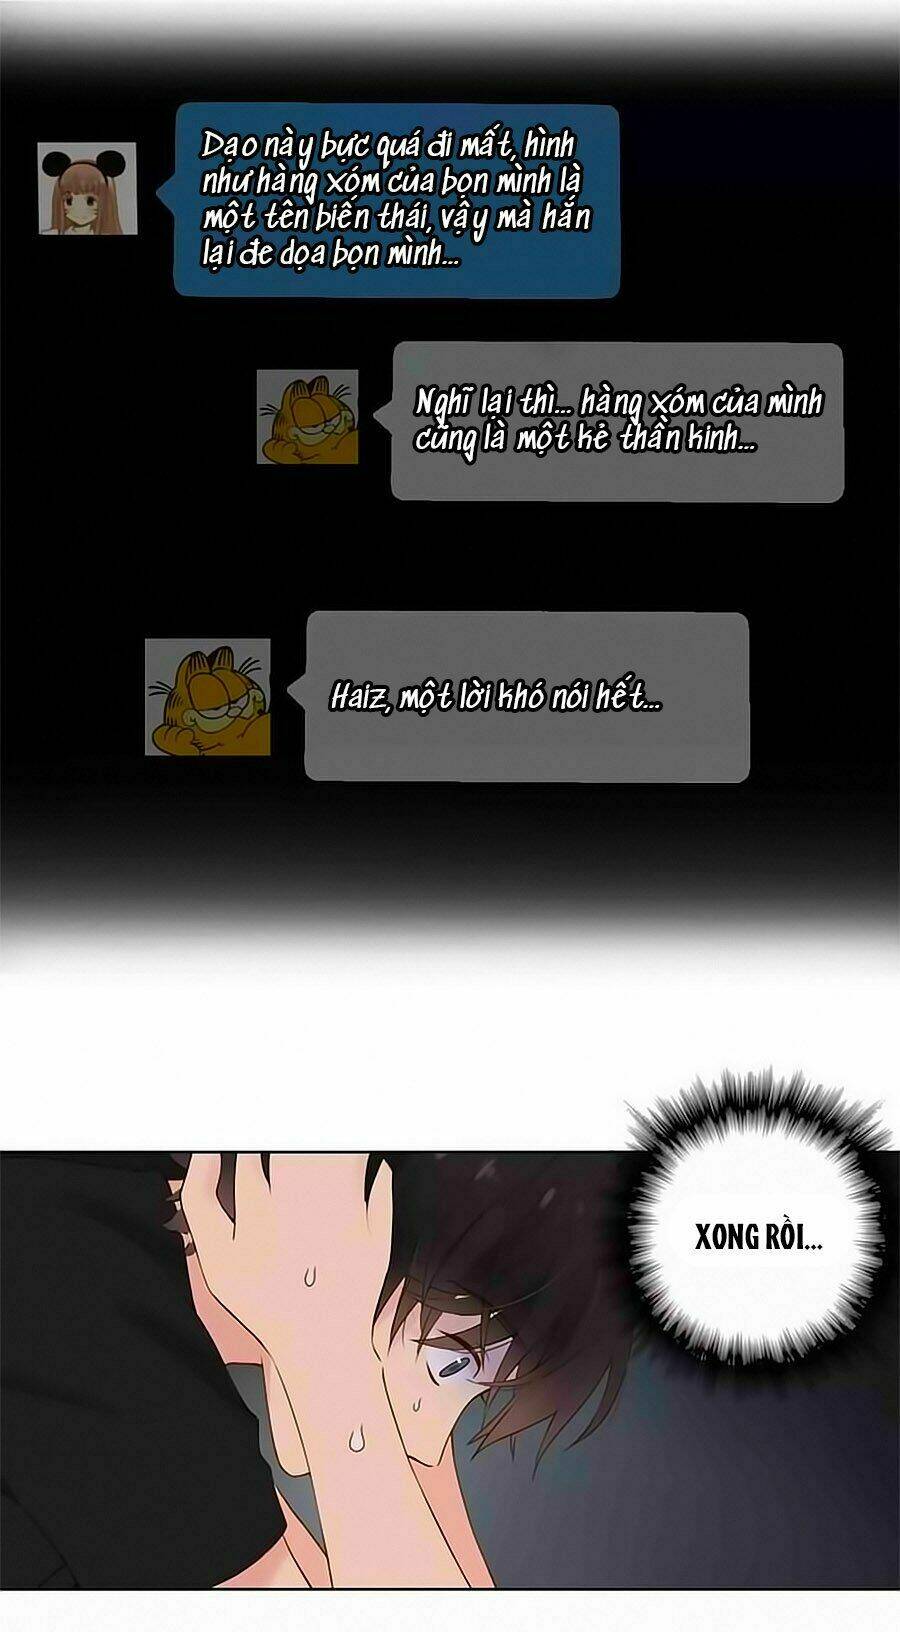 Dạo này bực quá đi mất, hình
như hàng xóm của bọn mình là
một tên biến thái, vậy mà hắn
lại đe dọa bọn mình...
Nghĩ lại thì... hàng xóm của mình
cũng là một kẻ thần kinh...
Haiz, một lời khó nói hết...
XONG RỒI...